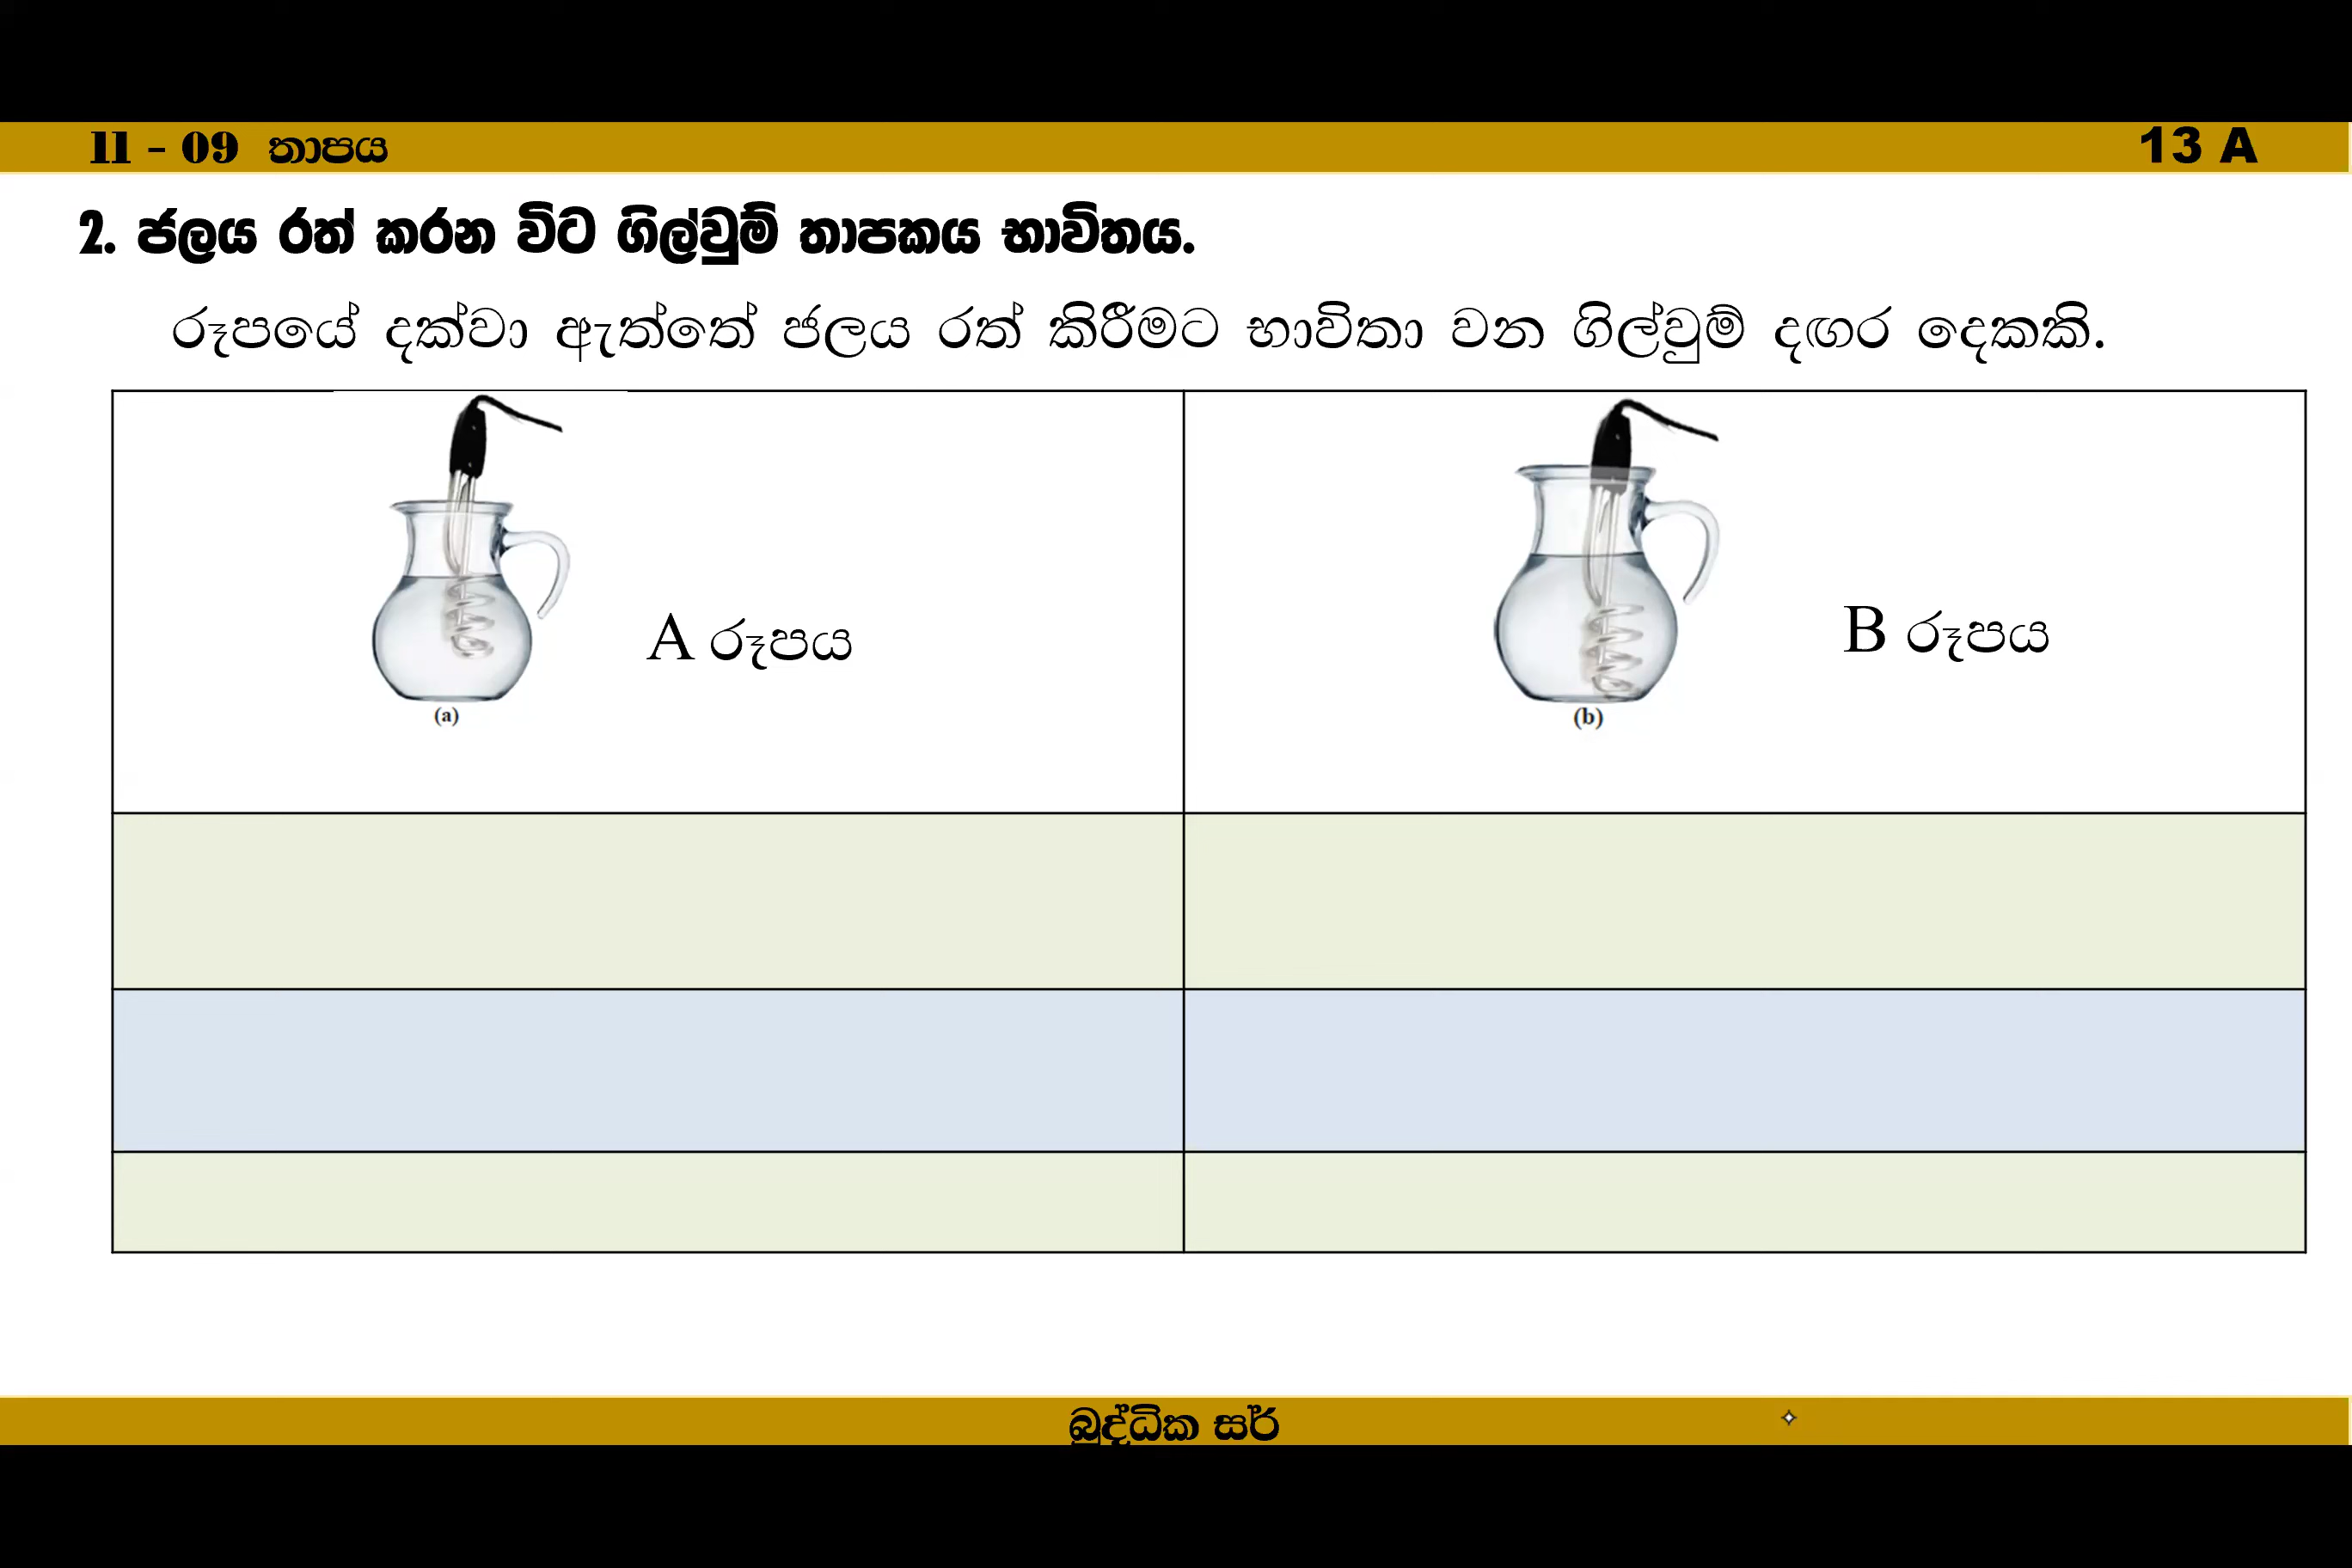 11 - 09 තාපය
13 A
2. ජලය රත් කරන විට ගිල්වුම් තාපකය භාවිතය.
රූපයේ දක්වා ඇත්තේ ජලය රත් කිරීමට භාවිතා වන ගිල්වුම් දඟර දෙකකි.
A රූපය
(a)
B රූපය
(b)
බුද්ධික සර්